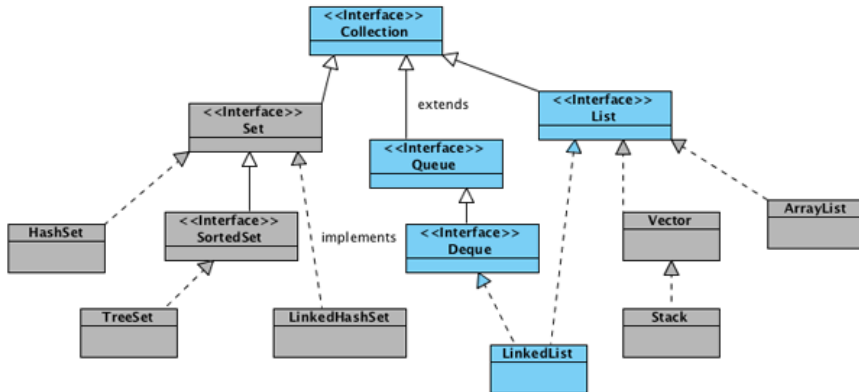 <<Interface>>
Collection
<<Interface>>
Set
extends
<<Interface>>
List
<<Interface>>
Queue
HashSet
<<Interface>>
SortedSet
implements
<<Interface>>
Deque
Vector
ArrayList
TreeSet
LinkedHashSet
LinkedList
Stack